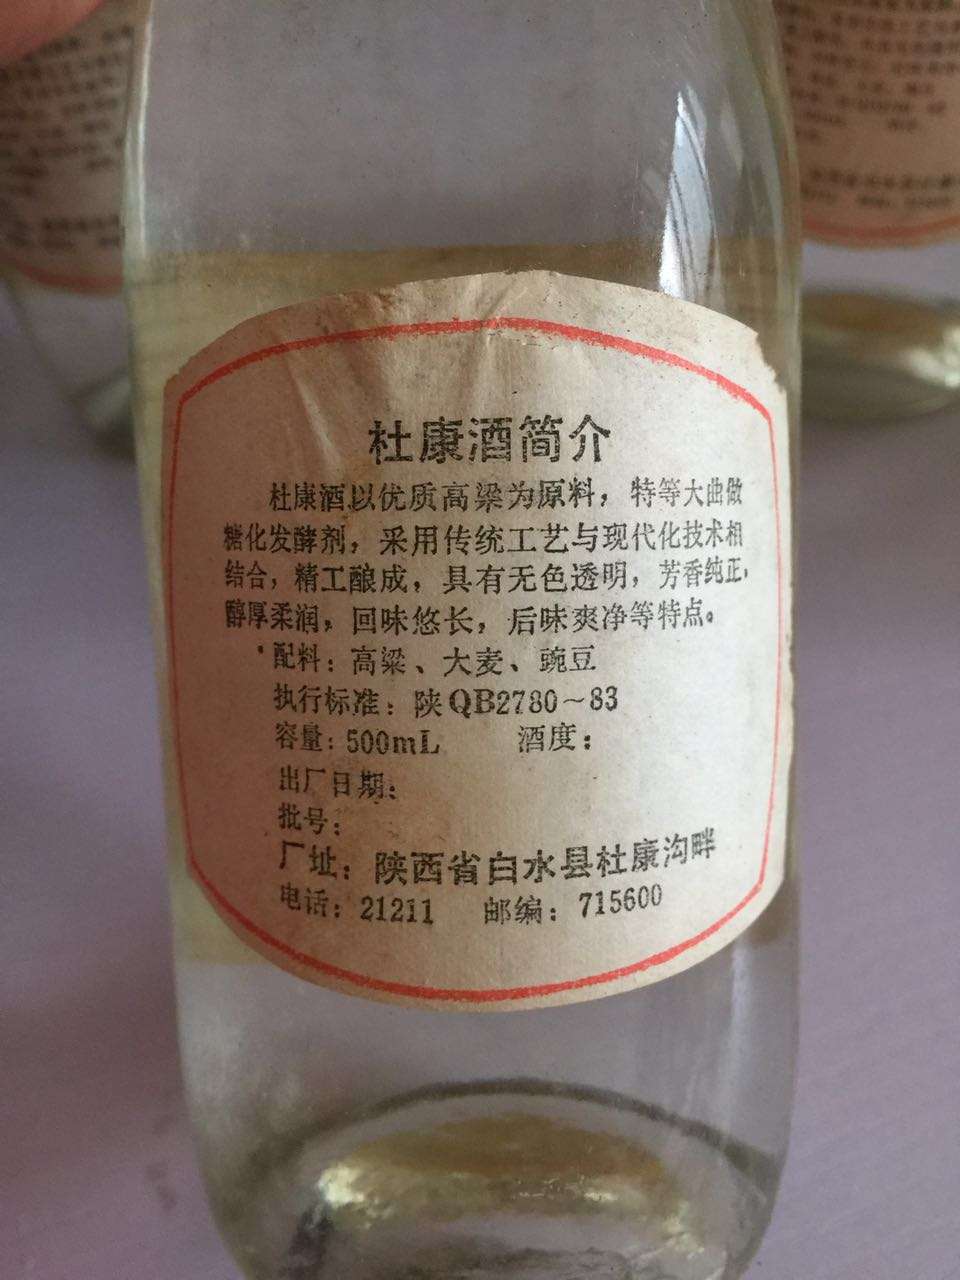 杜康酒简介
杜康酒以优质高粱为原料，特等大曲做
糖化发酵剂，采用传统工艺与现代化技术相
结合，精工酿成，具有无色透明，芳香纯正，
醇厚柔润，回味悠长，后味爽净等特点。
配料：高粱、大麦、豌豆
执行标准：陕QB2780～83
容量：500mL 酒度：
出厂日期：
批号：
厂址：陕西省白水县杜康沟畔
电话：21211 邮编：715600